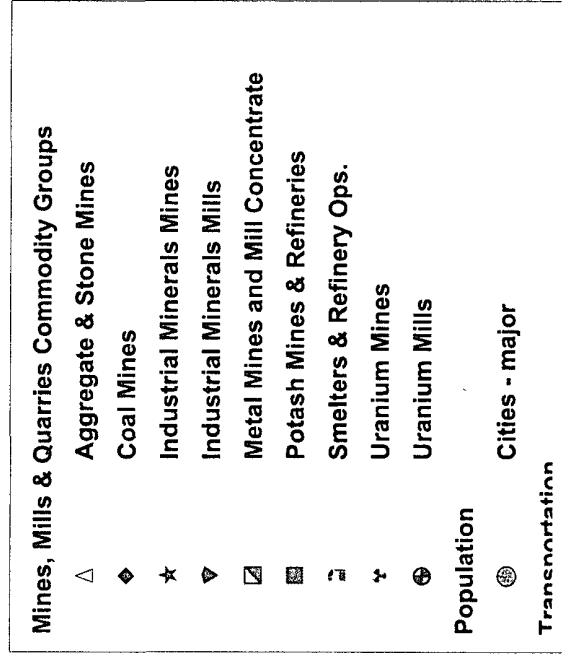 Mines, Mills & Quarries Commodity Groups
Aggregate & Stone Mines
Coal Mines
Industrial Minerals Mines
Industrial Minerals Mills
Metal Mines and Mill Concentrate
Potash Mines & Refineries
Smelters & Refinery Ops.
Uranium Mines
Uranium Mills
Population
Cities - major
Transportation